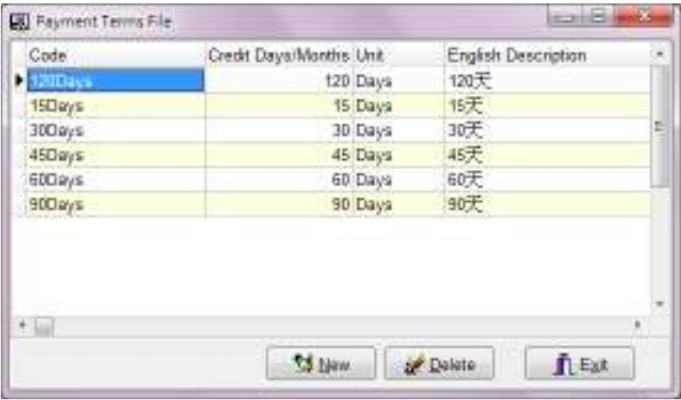 Payment Terms File
Code Credit Days/Months Unit English Description
120Days 120 Days 120天
15Days 15 Days 15天
30Days 30 Days 30天
45Days 45 Days 45天
60Days 60 Days 60天
90Days 90 Days 90天
New Delete Exit